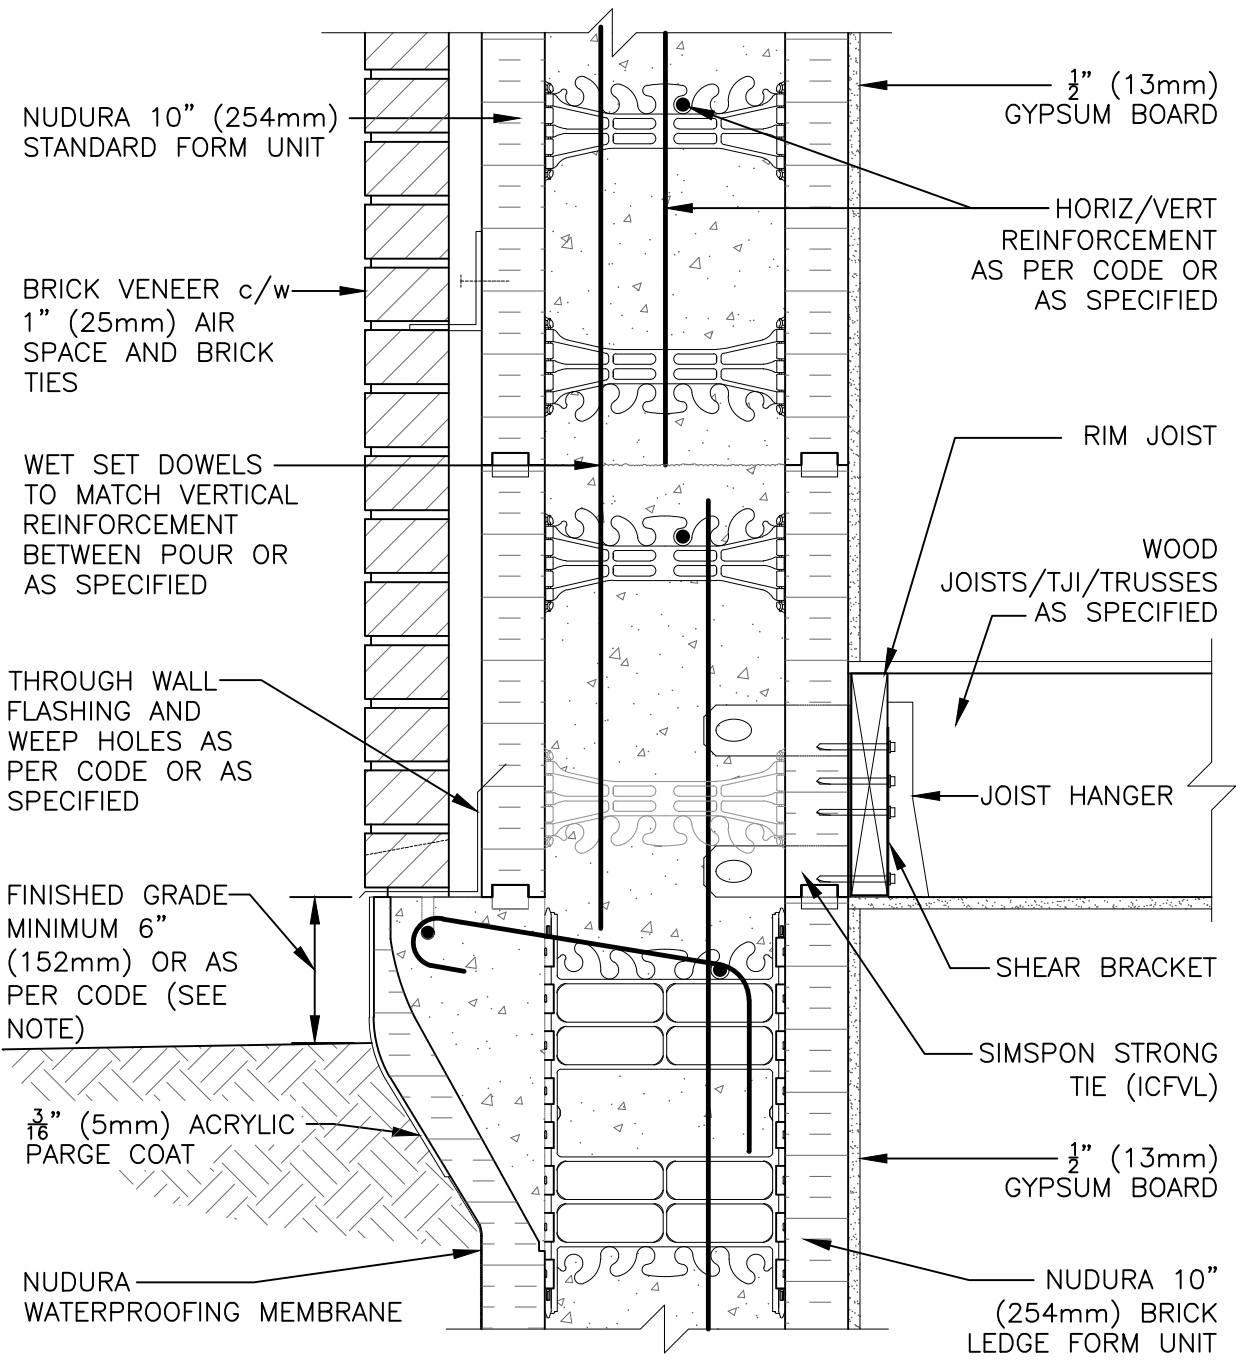 NUDURA 10” (254mm)
STANDARD FORM UNIT
BRICK VENEER c/w
1” (25mm) AIR
SPACE AND BRICK
TIES
WET SET DOWELS
TO MATCH VERTICAL
REINFORCEMENT
BETWEEN POUR OR
AS SPECIFIED
THROUGH WALL
FLASHING AND
WEEP HOLES AS
PER CODE OR AS
SPECIFIED
FINISHED GRADE
MINIMUM 6”
(152mm) OR AS
PER CODE (SEE
NOTE)
3/16” (5mm) ACRYLIC
PARGE COAT
NUDURA
WATERPROOFING MEMBRANE
1/2” (13mm)
GYPSUM BOARD
HORIZ/VERT
REINFORCEMENT
AS PER CODE OR
AS SPECIFIED
RIM JOIST
WOOD
JOISTS/TJI/TRUSSES
AS SPECIFIED
JOIST HANGER
SHEAR BRACKET
SIMSPON STRONG
TIE (ICFVL)
1/2” (13mm)
GYPSUM BOARD
NUDURA 10”
(254mm) BRICK
LEDGE FORM UNIT